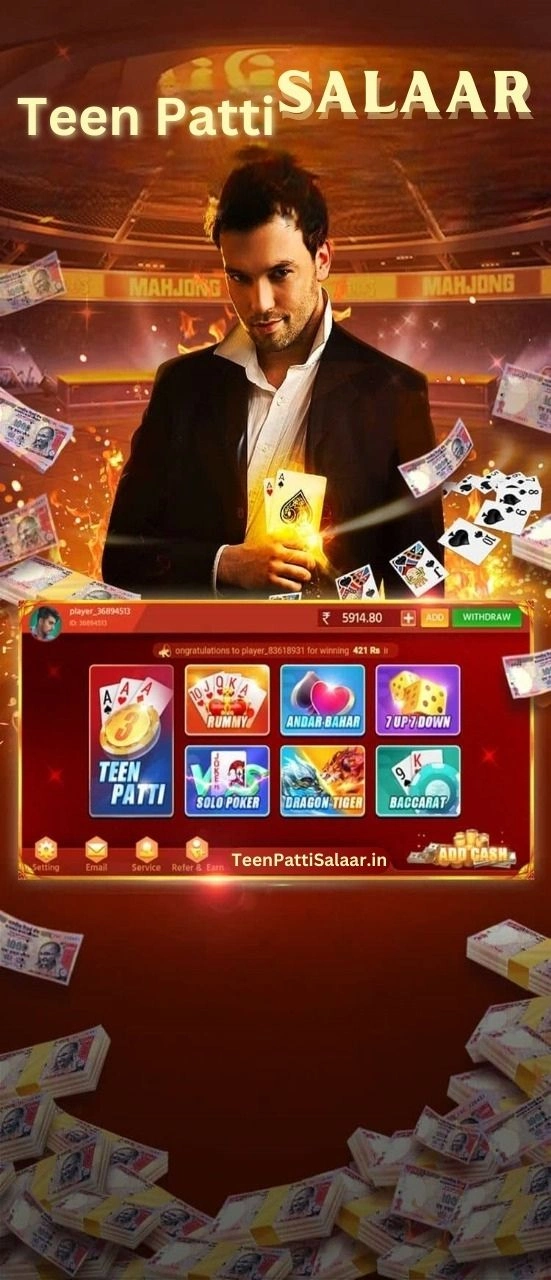 Teen Patti SALAAR
MAHJONG
MAHJONG
player_36894513
ID: 36894513
₹ 5914.80
ADD
WITHDRAW
ongratulations to player_83618931 for winning 421 Rs
TEEN
PATTI
3
RUMMY
ANDAR-BAHAR
7 UP 7 DOWN
SOLO POKER
DRAGON-TIGER
BACCARAT
Setting
Email
Service
Refer & Earn
TeenPattiSalaar.in
ADD CASH